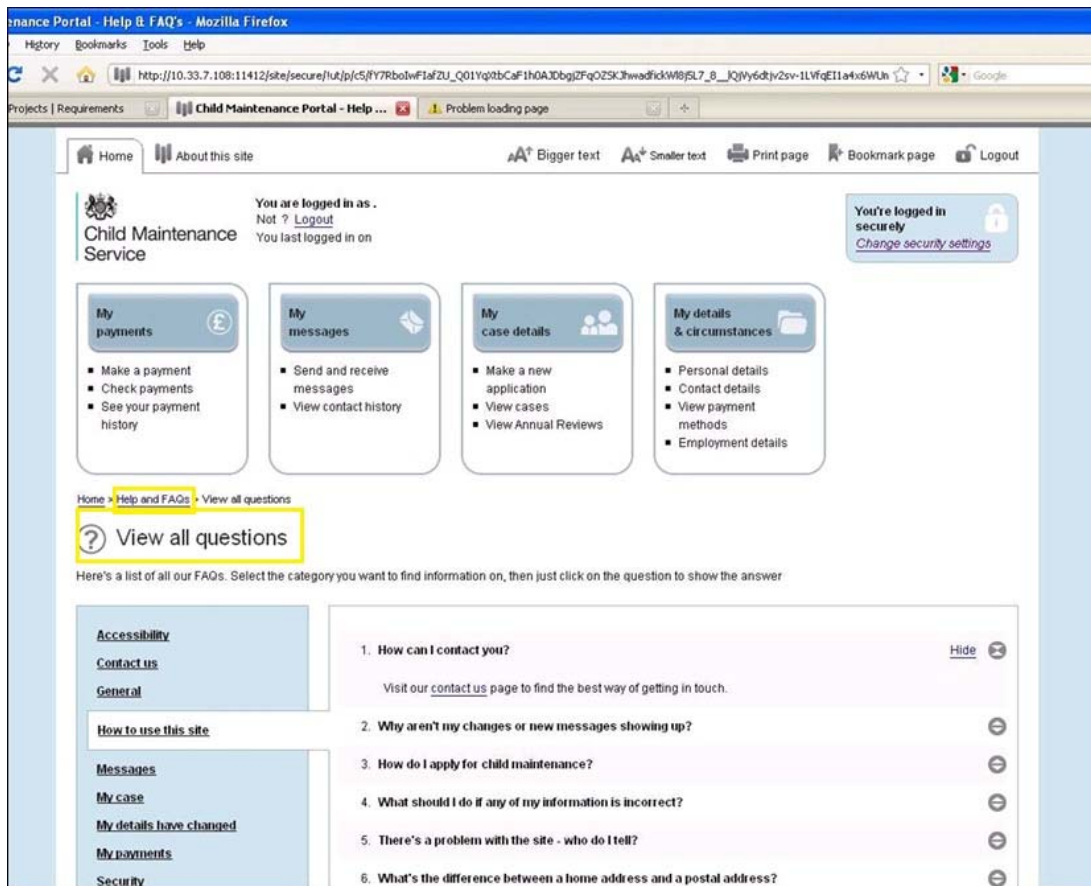 enance Portal - Help & FAQ's - Mozilla Firefox
History Bookmarks Tools Help
Google
Projects | Requirements Child Maintenance Portal - Help ... Problem loading page
Home About this site Bigger text Smaller text Print page Bookmark page Logout
Child Maintenance
Service
You are logged in as .
Not ? Logout
You last logged in on
You're logged in
securely
Change security settings
My
payments
£
Make a payment
Check payments
See your payment
history
My
messages
Send and receive
messages
View contact history
My
case details
Make a new
application
View cases
View Annual Reviews
My details
& circumstances
Personal details
Contact details
View payment
methods
Employment details
Home » Help and FAQs » View all questions
? View all questions
Here's a list of all our FAQs. Select the category you want to find information on, then just click on the question to show the answer
Accessibility
Contact us
General
How to use this site
Messages
My case
My details have changed
My payments
Security
1. How can I contact you? Hide
Visit our contact us page to find the best way of getting in touch.
2. Why aren't my changes or new messages showing up?
3. How do I apply for child maintenance?
4. What should I do if any of my information is incorrect?
5. There's a problem with the site - who do I tell?
6. What's the difference between a home address and a postal address?